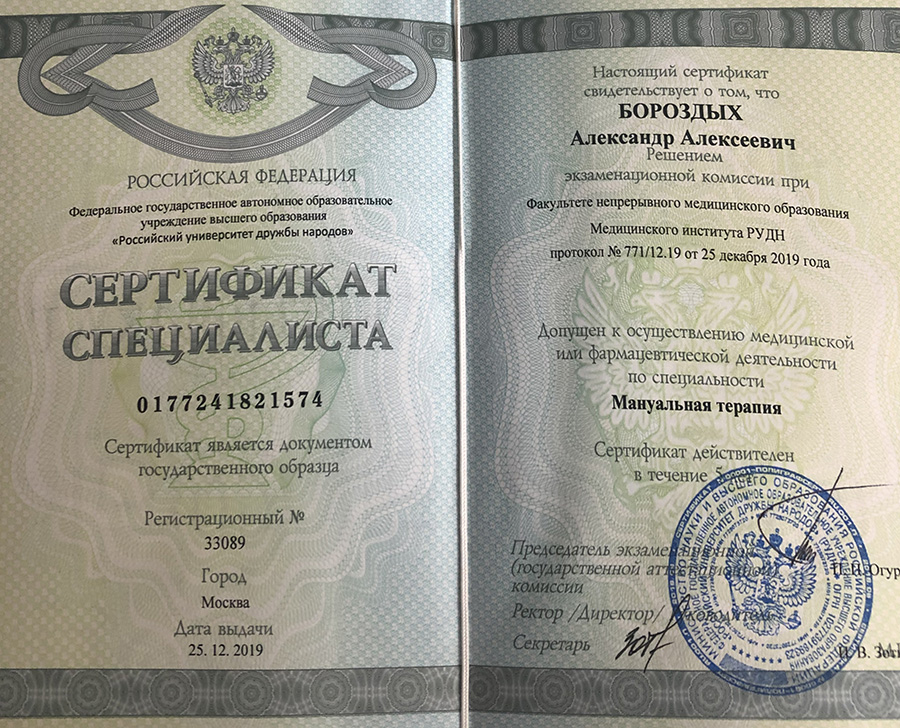 РОССИЙСКАЯ ФЕДЕРАЦИЯ
Федеральное государственное автономное образовательное
учреждение высшего образования
«Российский университет дружбы народов»
СЕРТИФИКАТ
СПЕЦИАЛИСТА
0177241821574
Сертификат является документом
государственного образца
Регистрационный №
33089
Город
Москва
Дата выдачи
25. 12. 2019
Настоящий сертификат
свидетельствует о том, что
БОРОЗДЫХ
Александр Алексеевич
Решением
экзаменационной комиссии при
Факультете непрерывного медицинского образования
Медицинского института РУДН
протокол № 771/12.19 от 25 декабря 2019 года
Допущен к осуществлению медицинской
или фармацевтической деятельности
по специальности
Мануальная терапия
Сертификат действителен
в течение 5
Председатель экзаменационной
(государственной аттестационной)
комиссии
Ректор /Директор/ Руководитель
Секретарь